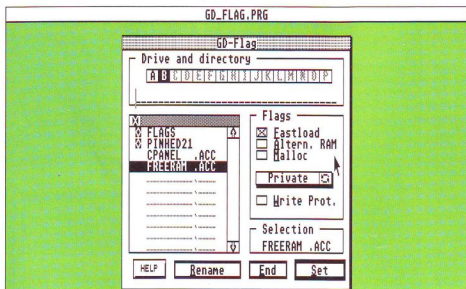 GD_FLAG.PRG
GD-Flag
Drive and directory
A B C D E F G H I J K L M N O P
Flags
FLAGS
PINHED21
CPANEL .ACC
FREERAM .ACC
Fastload
Altern. RAM
Malloc
Private
Write Prot.
Selection
FREERAM .ACC
HELP Rename End Set